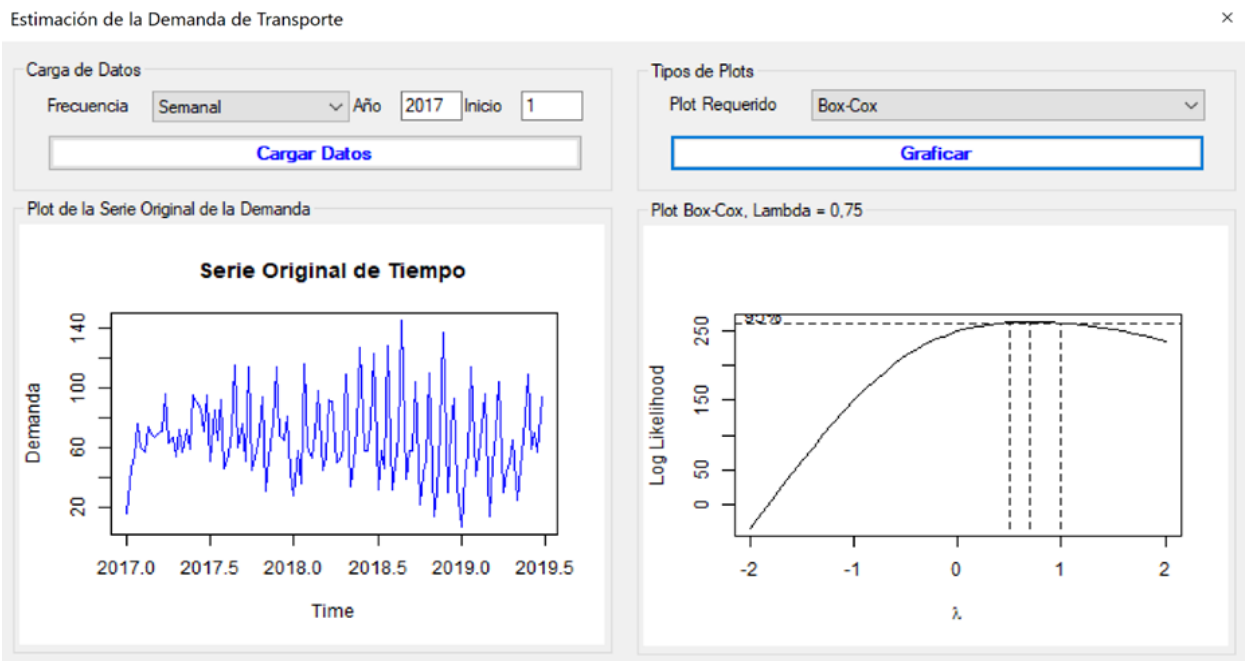 Estimación de la Demanda de Transporte
×
Carga de Datos
Frecuencia Semanal Año 2017 Inicio 1
Cargar Datos
Tipos de Plots
Plot Requerido Box-Cox
Graficar
Plot de la Serie Original de la Demanda
Serie Original de Tiempo
Demanda
140
100
60
20
2017.0 2017.5 2018.0 2018.5 2019.0 2019.5
Time
Plot Box-Cox, Lambda = 0,75
95%
Log Likelihood
250
150
50
0
-2 -1 0 1 2
λ